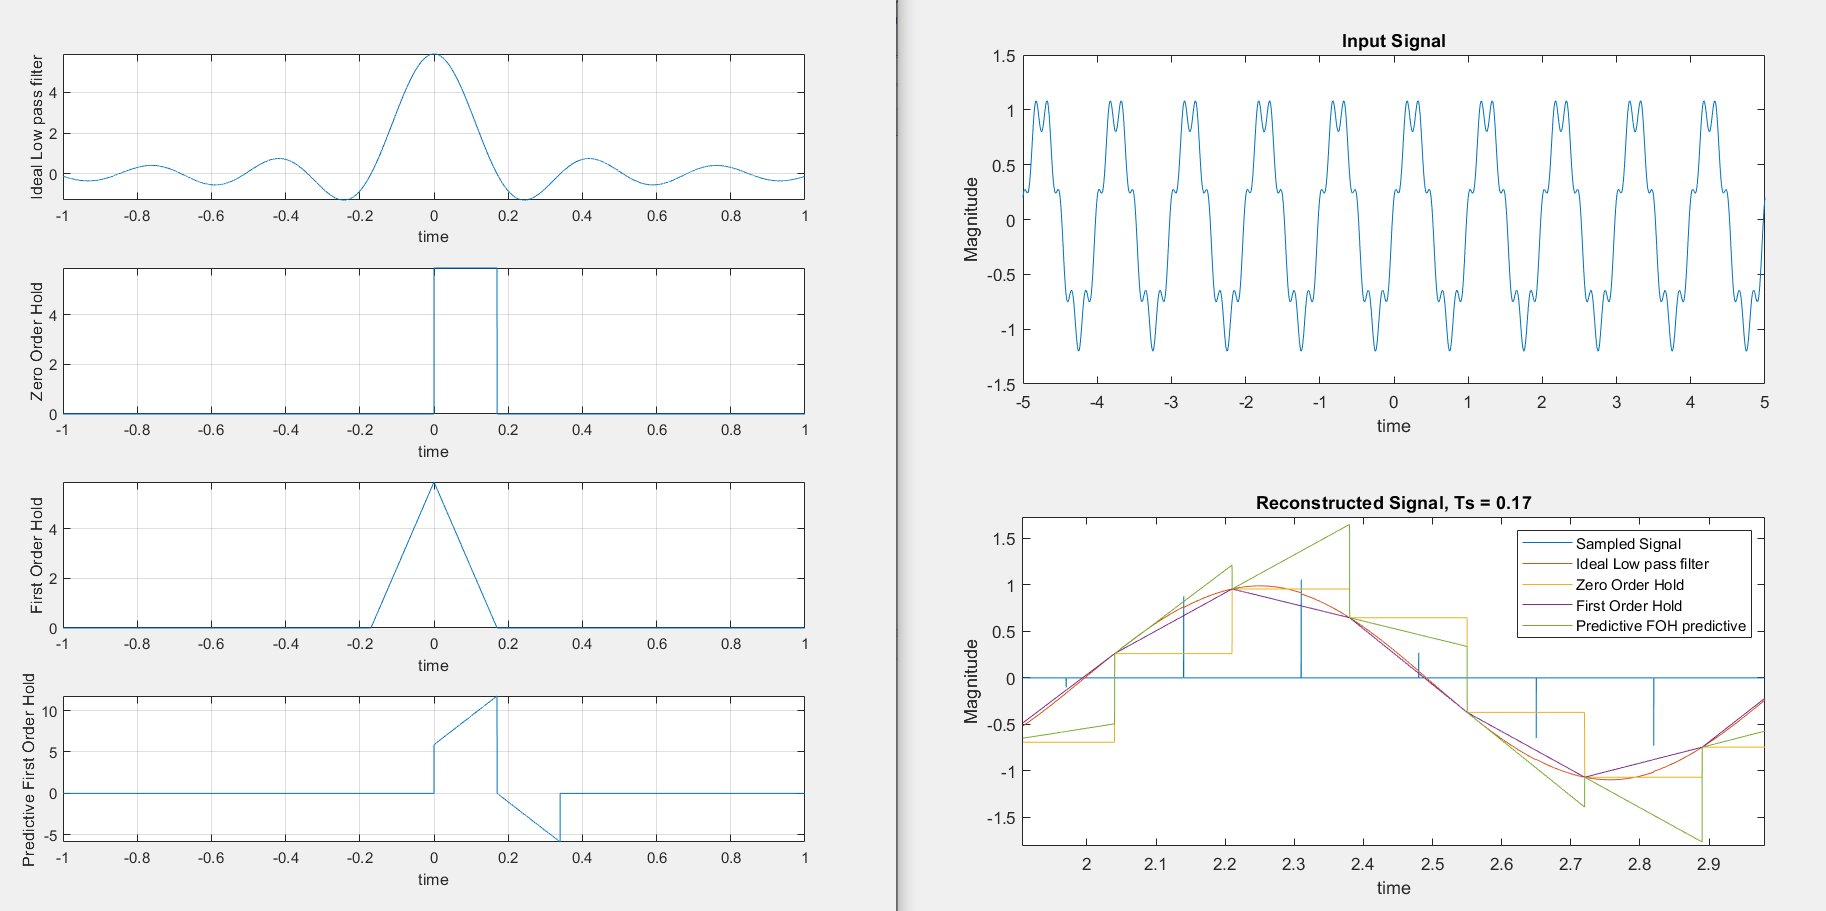 Ideal Low pass filter
4
2
0
-1 -0.8 -0.6 -0.4 -0.2 0 0.2 0.4 0.6 0.8 1
time
Zero Order Hold
4
2
0
-1 -0.8 -0.6 -0.4 -0.2 0 0.2 0.4 0.6 0.8 1
time
First Order Hold
4
2
0
-1 -0.8 -0.6 -0.4 -0.2 0 0.2 0.4 0.6 0.8 1
time
Predictive First Order Hold
10
5
0
-5
-1 -0.8 -0.6 -0.4 -0.2 0 0.2 0.4 0.6 0.8 1
time
Input Signal
Magnitude
1.5
1
0.5
0
-0.5
-1
-1.5
-5 -4 -3 -2 -1 0 1 2 3 4 5
time
Reconstructed Signal, Ts = 0.17
Magnitude
1.5
1
0.5
0
-0.5
-1
-1.5
Sampled Signal
Ideal Low pass filter
Zero Order Hold
First Order Hold
Predictive FOH predictive
2 2.1 2.2 2.3 2.4 2.5 2.6 2.7 2.8 2.9
time